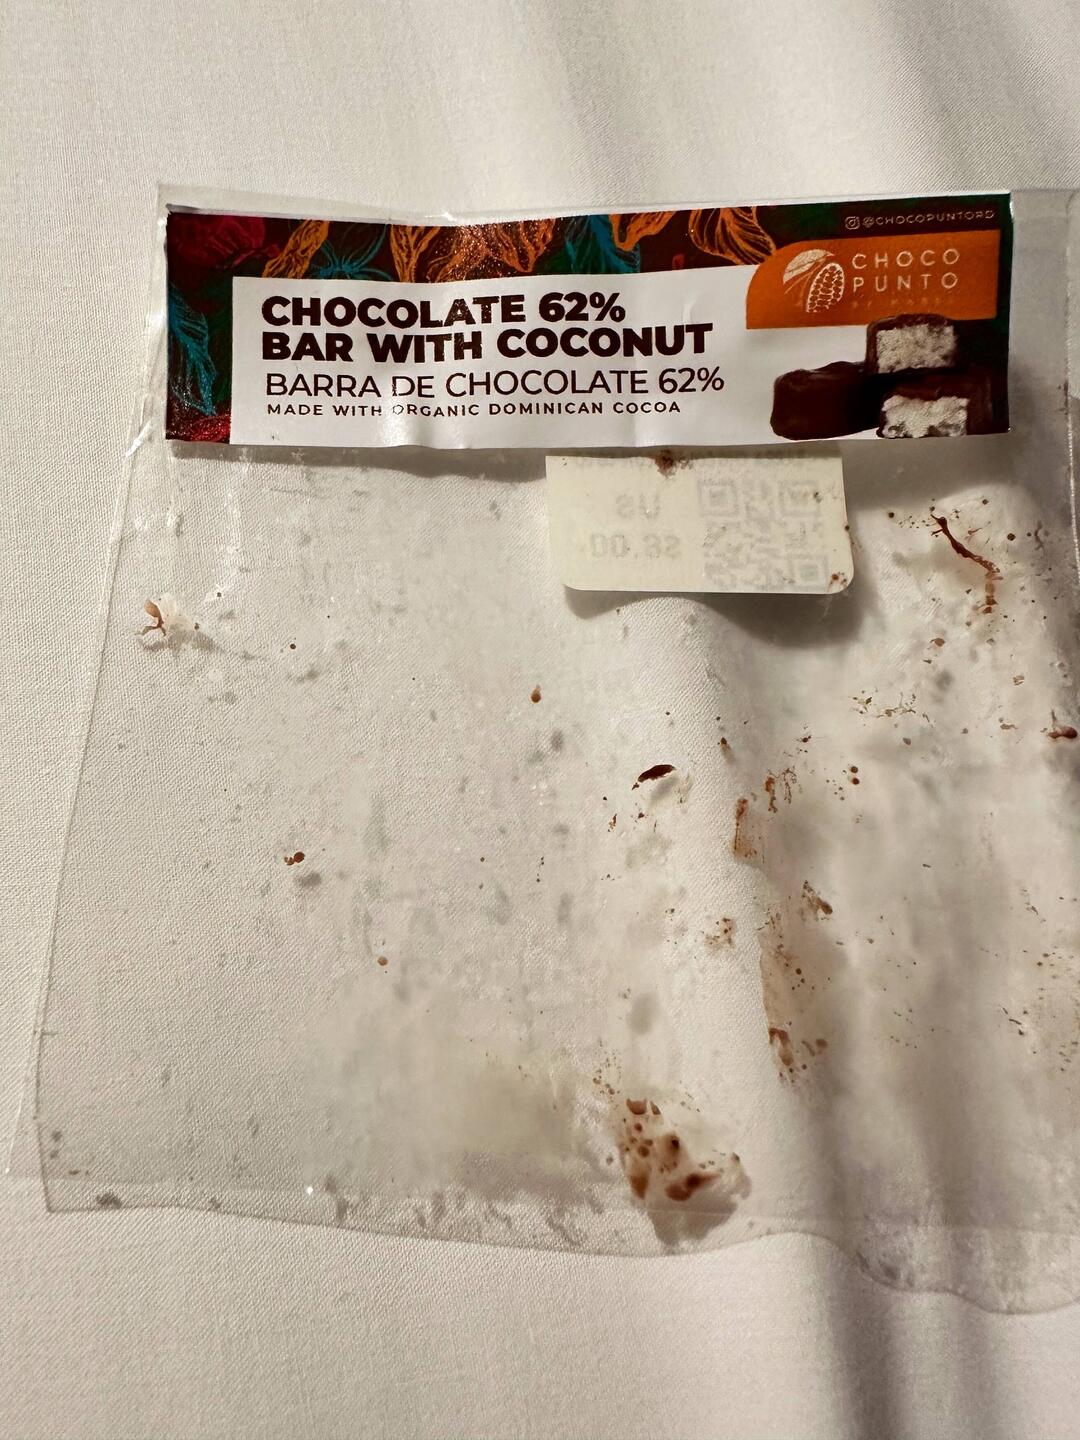 @CHOCOPUNTORD
CHOCO
PUNTO
CHOCOLATE 62%
BAR WITH COCONUT
BARRA DE CHOCOLATE 62%
MADE WITH ORGANIC DOMINICAN COCOA